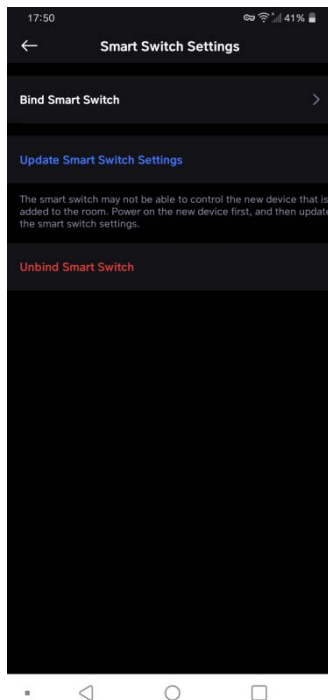 17:50
41%
Smart Switch Settings
Bind Smart Switch
Update Smart Switch Settings
The smart switch may not be able to control the new device that is
added to the room. Power on the new device first, and then update
the smart switch settings.
Unbind Smart Switch